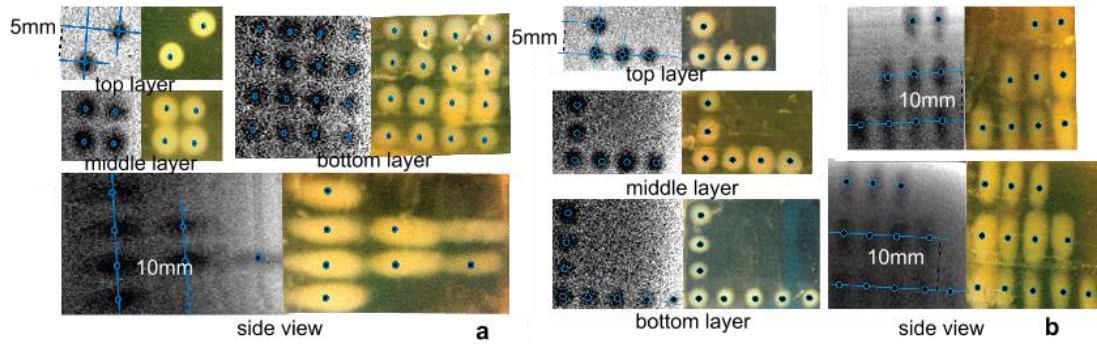 5mm
top layer
middle layer
bottom layer
10mm
side view
a
5mm
top layer
middle layer
bottom layer
10mm
10mm
side view
b